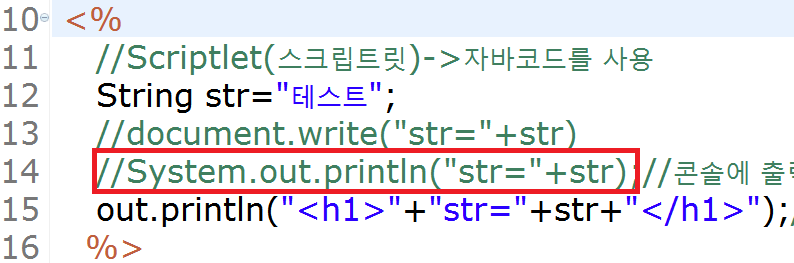 10 <%
11 //Scriptlet(스크립트릿)->자바코드를 사용
12 String str="테스트";
13 //document.write("str="+str)
14 //System.out.println("str="+str);//콘솔에 출력
15 out.println("<h1>"+"str="+str+"</h1>");/
16 %>